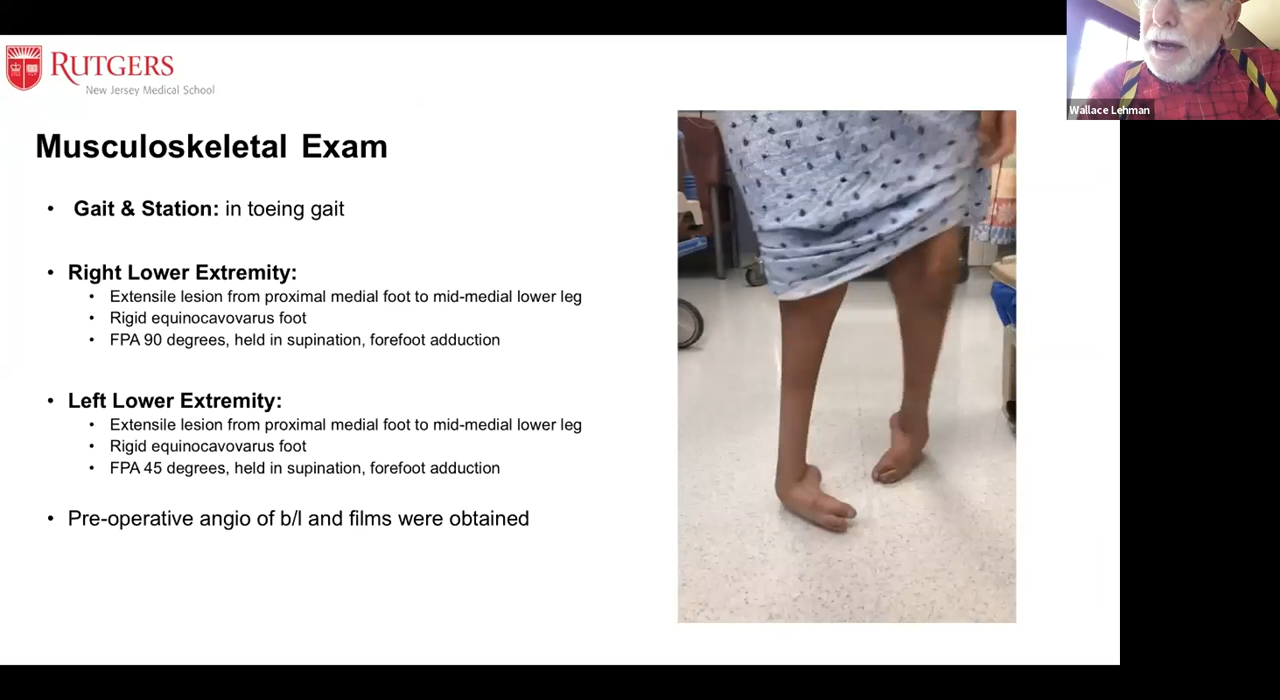 RUTGERS
New Jersey Medical School
Wallace Lehman
Musculoskeletal Exam
• Gait & Station: in toeing gait
• Right Lower Extremity:
• Extensile lesion from proximal medial foot to mid-medial lower leg
• Rigid equinocavovarus foot
• FPA 90 degrees, held in supination, forefoot adduction
• Left Lower Extremity:
• Extensile lesion from proximal medial foot to mid-medial lower leg
• Rigid equinocavovarus foot
• FPA 45 degrees, held in supination, forefoot adduction
• Pre-operative angio of b/l and films were obtained